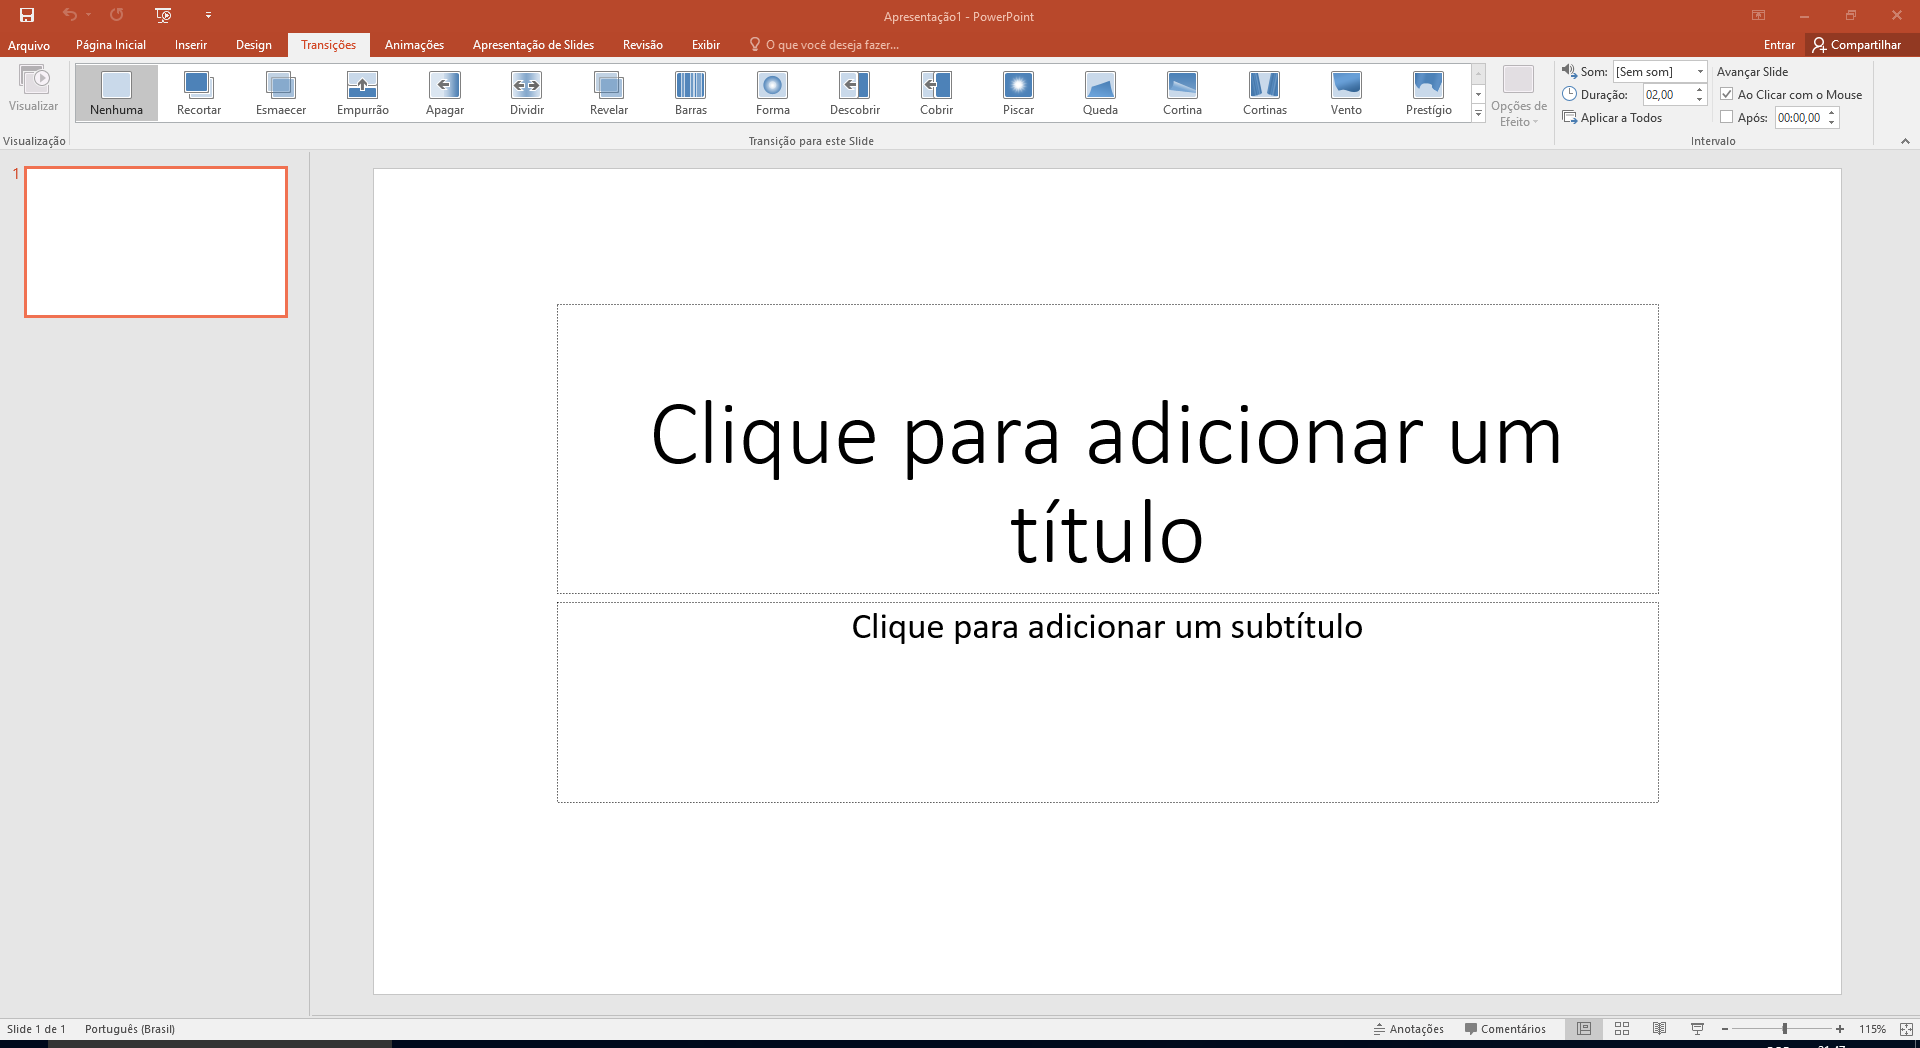 Apresentação1 - PowerPoint
Arquivo Página Inicial Inserir Design Transições Animações Apresentação de Slides Revisão Exibir O que você deseja fazer... Entrar Compartilhar
Visualizar
Visualização
Nenhuma Recortar Esmaecer Empurrão Apagar Dividir Revelar Barras Forma Descobrir Cobrir Piscar Queda Cortina Cortinas Vento Prestígio
Transição para este Slide
Opções de
Efeito
Som: [Sem som]
Duração: 02,00
Aplicar a Todos
Avançar Slide
Ao Clicar com o Mouse
Após: 00:00,00
Intervalo
1
Clique para adicionar um
título
Clique para adicionar um subtítulo
Slide 1 de 1 Português (Brasil) Anotações Comentários 115%